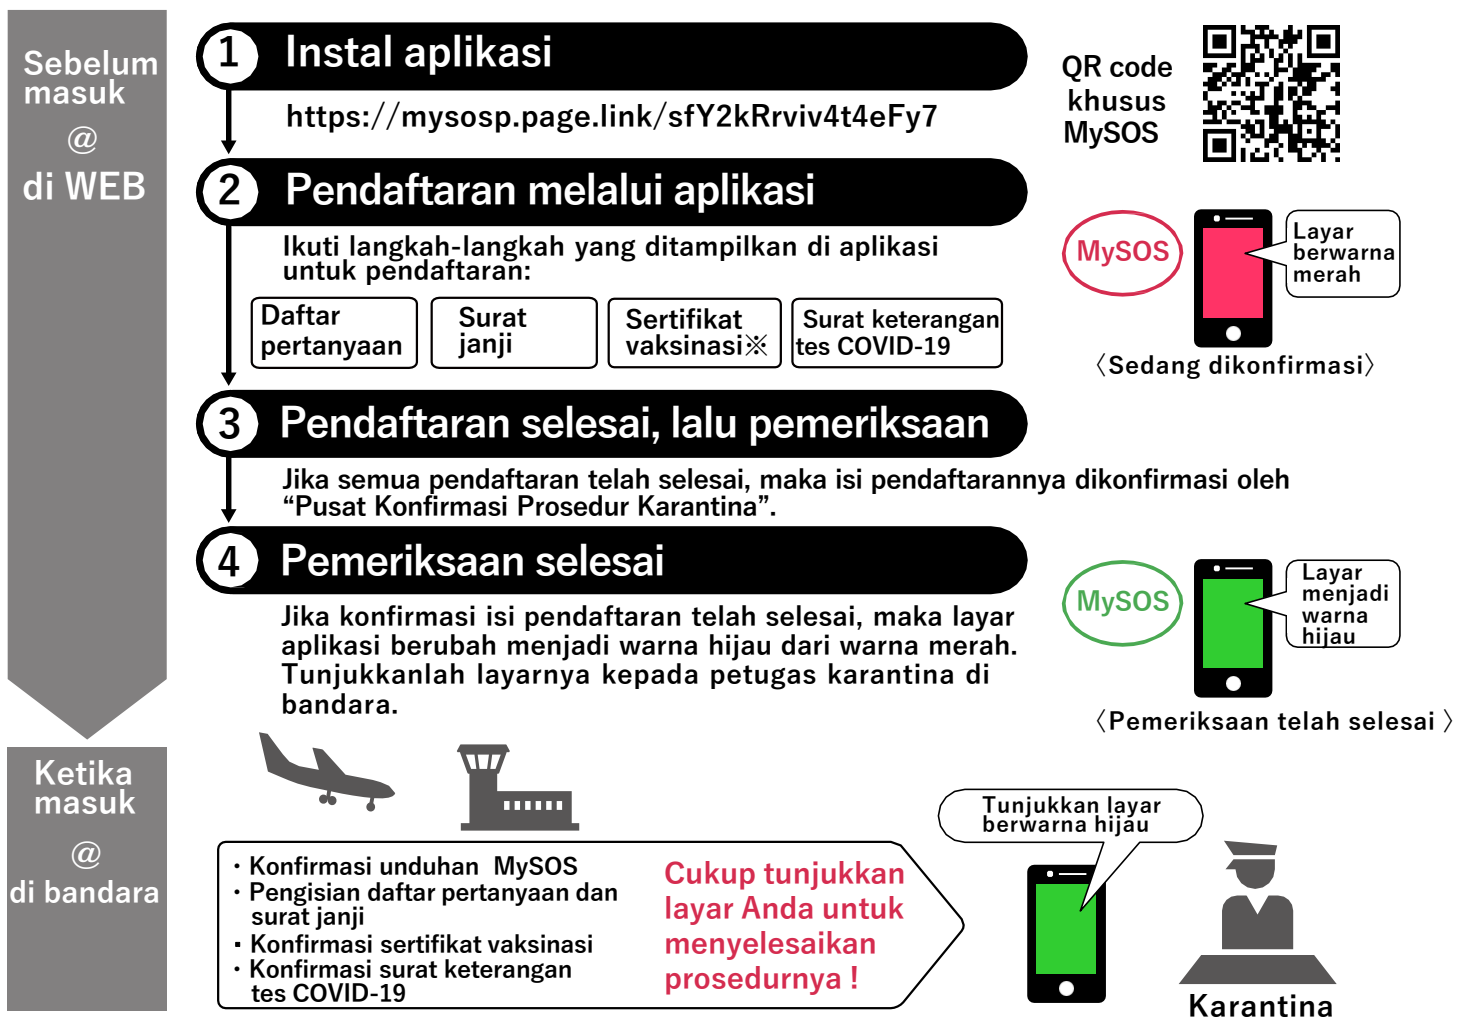 Sebelum
masuk
@
di WEB
1
Instal aplikasi
https://mysosp.page.link/sfY2kRrviv4t4eFy7
QR code
khusus
MySOS
2
Pendaftaran melalui aplikasi
Ikuti langkah-langkah yang ditampilkan di aplikasi
untuk pendaftaran:
Daftar
pertanyaan
Surat
janji
Sertifikat
vaksinasi※
Surat keterangan
tes COVID-19
MySOS
Layar
berwarna
merah
〈Sedang dikonfirmasi〉
3
Pendaftaran selesai, lalu pemeriksaan
Jika semua pendaftaran telah selesai, maka isi pendaftarannya dikonfirmasi oleh
“Pusat Konfirmasi Prosedur Karantina”.
4
Pemeriksaan selesai
Jika konfirmasi isi pendaftaran telah selesai, maka layar
aplikasi berubah menjadi warna hijau dari warna merah.
Tunjukkanlah layarnya kepada petugas karantina di
bandara.
MySOS
Layar
menjadi
warna
hijau
〈Pemeriksaan telah selesai 〉
Ketika
masuk
@
di bandara
・Konfirmasi unduhan MySOS
・Pengisian daftar pertanyaan dan
surat janji
・Konfirmasi sertifikat vaksinasi
・Konfirmasi surat keterangan
tes COVID-19
Cukup tunjukkan
layar Anda untuk
menyelesaikan
prosedurnya !
Tunjukkan layar
berwarna hijau
Karantina